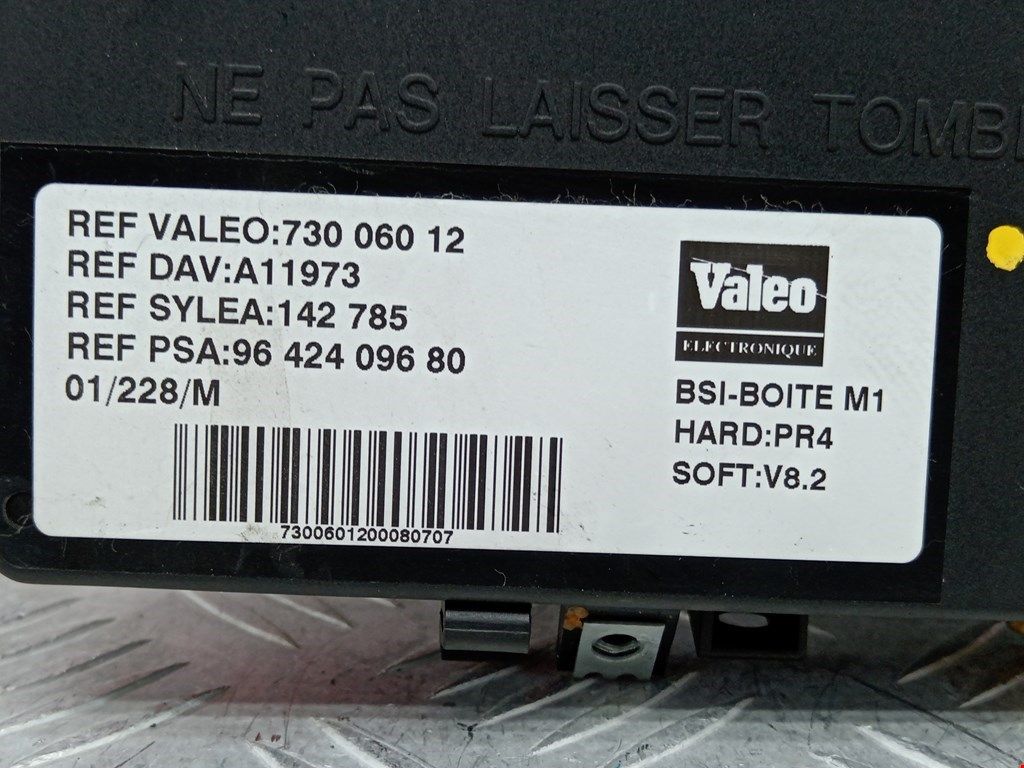 NE PAS LAISSER TOMB
REF VALEO:730 060 12
REF DAV:A11973
REF SYLEA:142 785
REF PSA:96 424 096 80
01/228/M
7300601200080707
Valeo
ELECTRONIQUE
BSI-BOITE M1
HARD:PR4
SOFT:V8.2